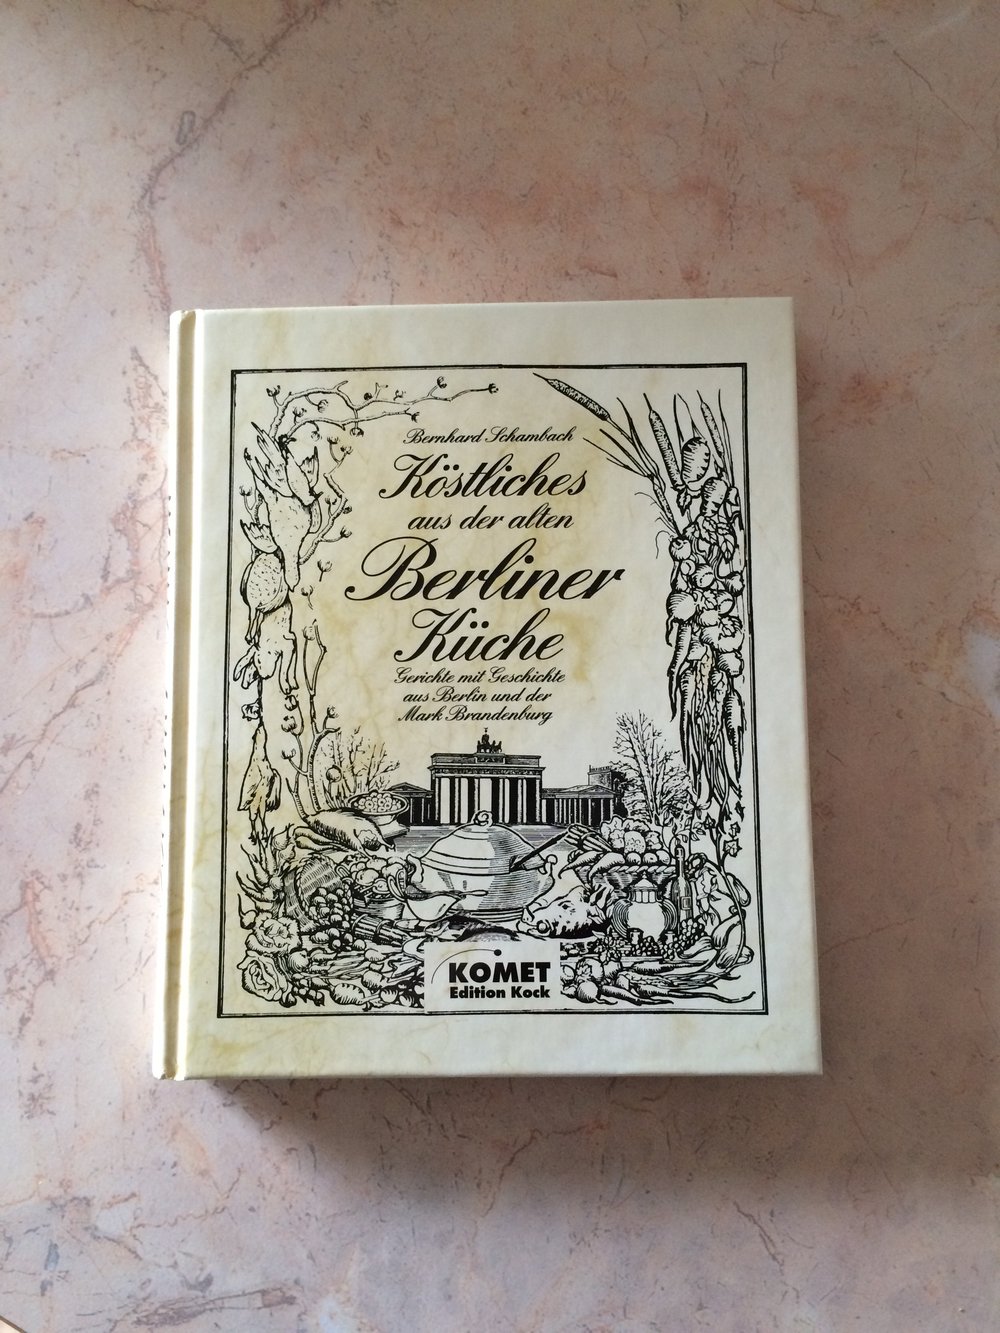 Bernhard Schambach
Köstliches
aus der alten
Berliner
Küche
Gerichte mit Geschichte
aus Berlin und der
Mark Brandenburg
KOMET
Edition Kock